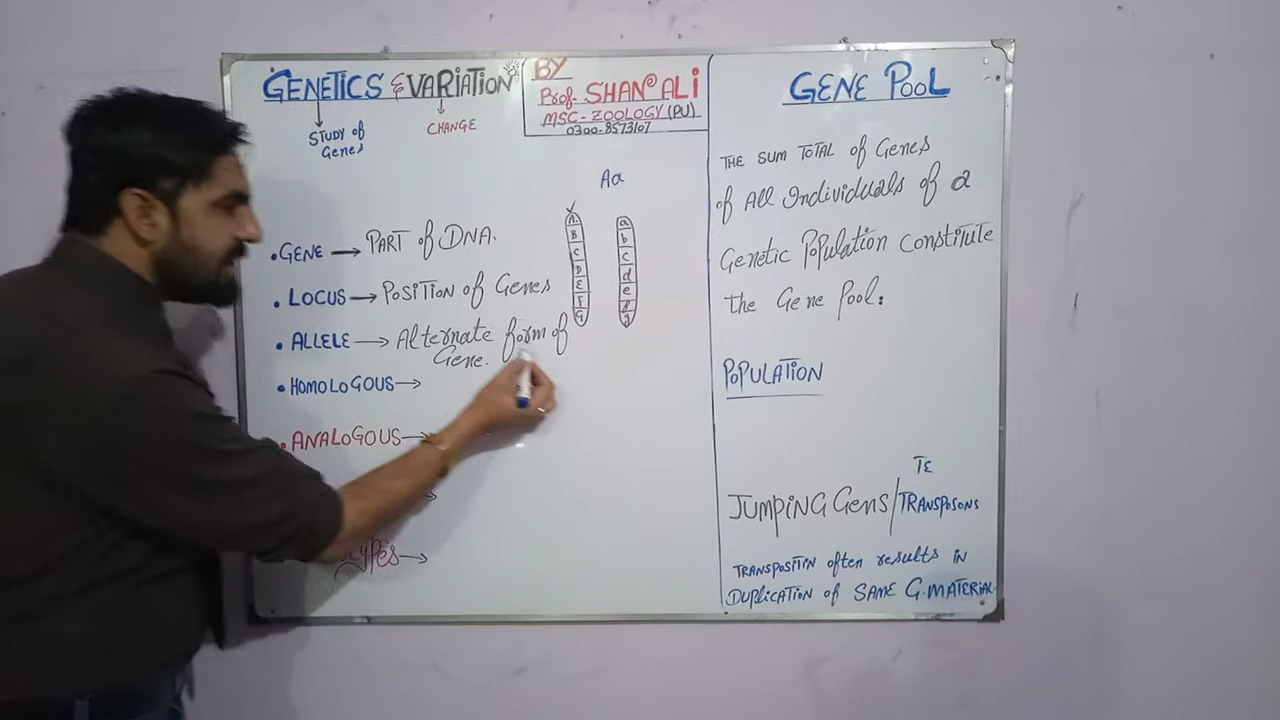 GENETICS & VARIATION
STUDY of
Genes
CHANGE
BY
Prof. SHAN ALI
MSC-ZOOLOGY (PU)
0300-8573107
Aa
A
B
C
D
E
F
G
a
b
c
d
e
f
g
• GENE → PART of DNA.
• LOCUS → POSITION of Genes
• ALLELE → Alternate form of
Gene.
• HOMOLOGOUS →
• ANALOGOUS →
GENE POOL
THE SUM TOTAL of Genes
of All Individuals of a
Genetic Population constitute
the Gene Pool.
POPULATION
TE
JUMPING Gens/TRANSPOSONS
TRANSPOSITIN often results in
DUPLICATION of SAME G.MATERIAL.